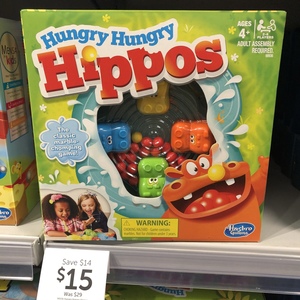 Hungry Hungry
Hippos
AGES
4+
ADULT ASSEMBLY
REQUIRED
The classic
marble
chomping
game!
WARNING:
Hasbro
Gaming
Save $14
$15
Was $29